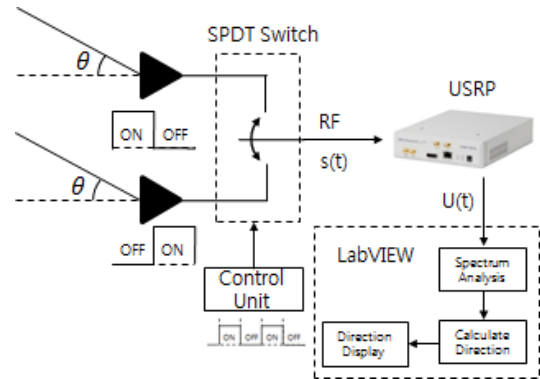 SPDT Switch
θ
USRP
ON OFF
RF
s(t)
θ
U(t)
OFF ON
LabVIEW
Spectrum
Analysis
Control
Unit
ON OFF ON OFF
Direction
Display
Calculate
Direction